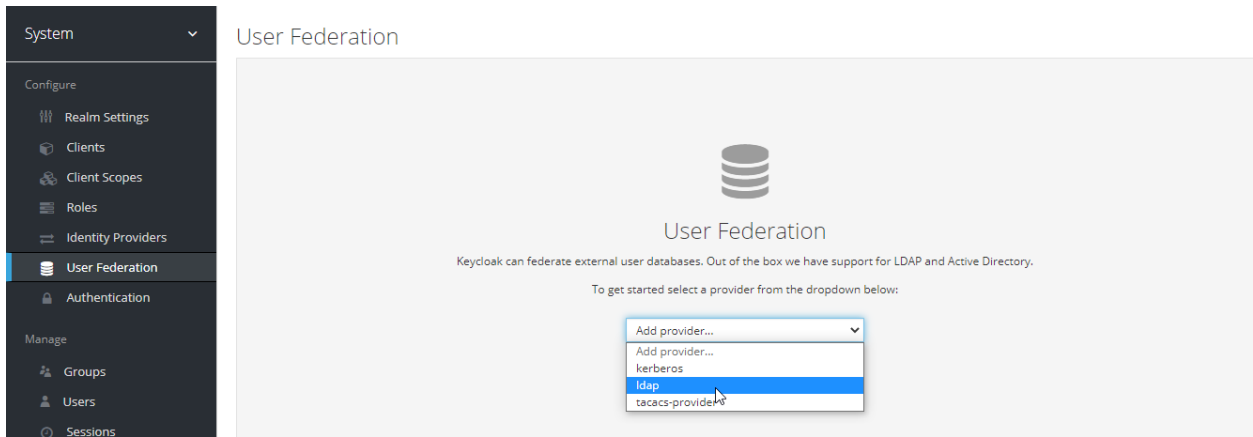 System
User Federation
Configure
Realm Settings
Clients
Client Scopes
Roles
Identity Providers
User Federation
Authentication
Manage
Groups
Users
Sessions
User Federation
Keycloak can federate external user databases. Out of the box we have support for LDAP and Active Directory.
To get started select a provider from the dropdown below:
Add provider...
Add provider...
kerberos
ldap
tacacs-provider